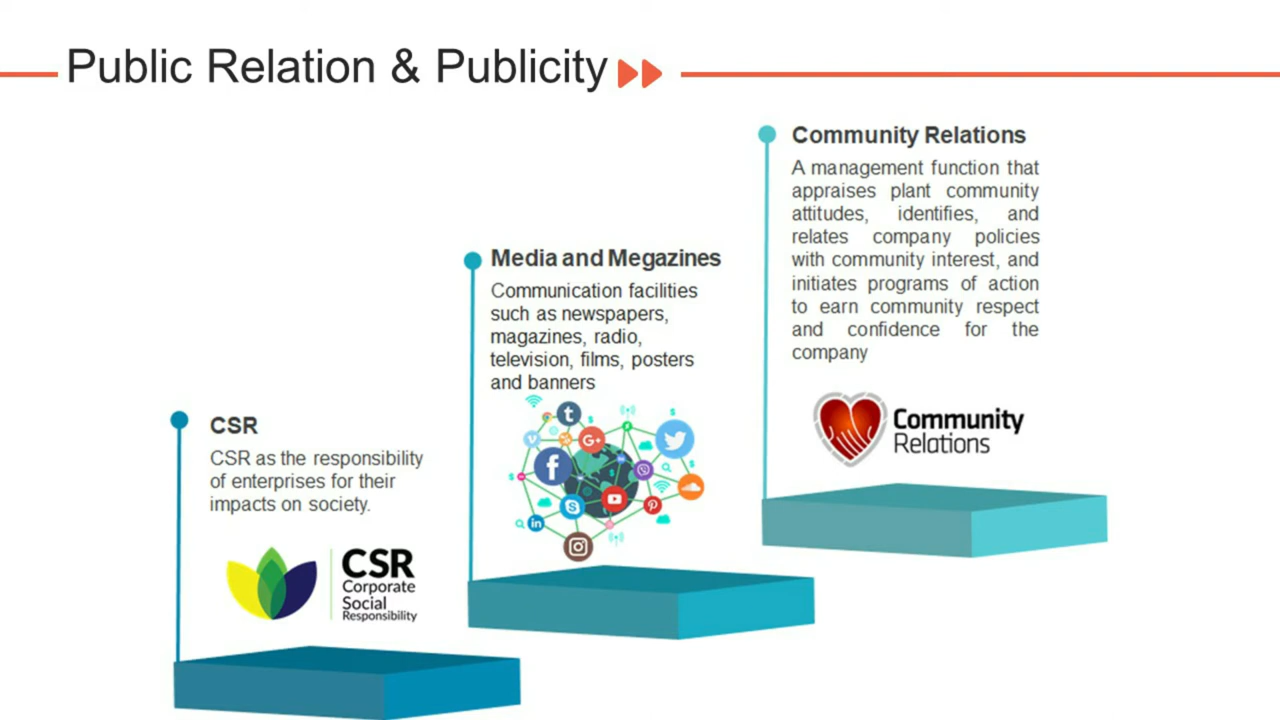 Public Relation & Publicity
Community Relations
A management function that
appraises plant community
attitudes, identifies, and
relates company policies
with community interest, and
initiates programs of action
to earn community respect
and confidence for the
company
Community
Relations
Media and Megazines
Communication facilities
such as newspapers,
magazines, radio,
television, films, posters
and banners
CSR
CSR as the responsibility
of enterprises for their
impacts on society.
CSR
Corporate
Social
Responsibility